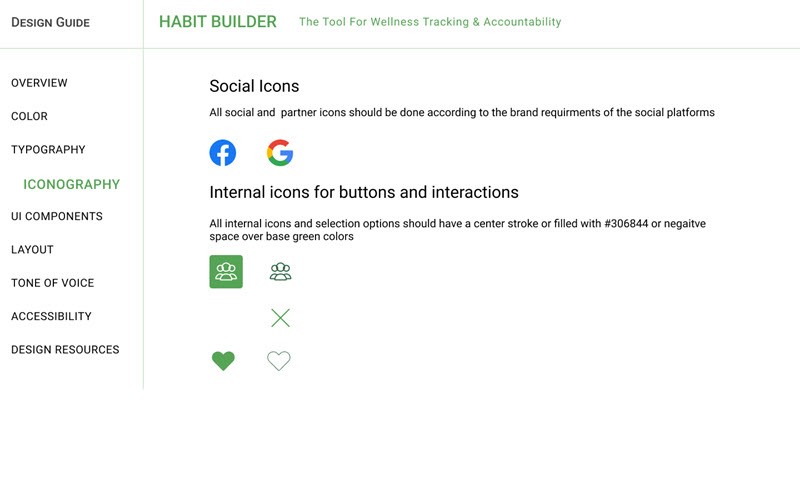 DESIGN GUIDE
HABIT BUILDER
The Tool For Wellness Tracking & Accountability
OVERVIEW
COLOR
TYPOGRAPHY
ICONOGRAPHY
UI COMPONENTS
LAYOUT
TONE OF VOICE
ACCESSIBILITY
DESIGN RESOURCES
Social Icons
All social and  partner icons should be done according to the brand requirments of the social platforms
Internal icons for buttons and interactions
All internal icons and selection options should have a center stroke or filled with #306844 or negaitve
space over base green colors